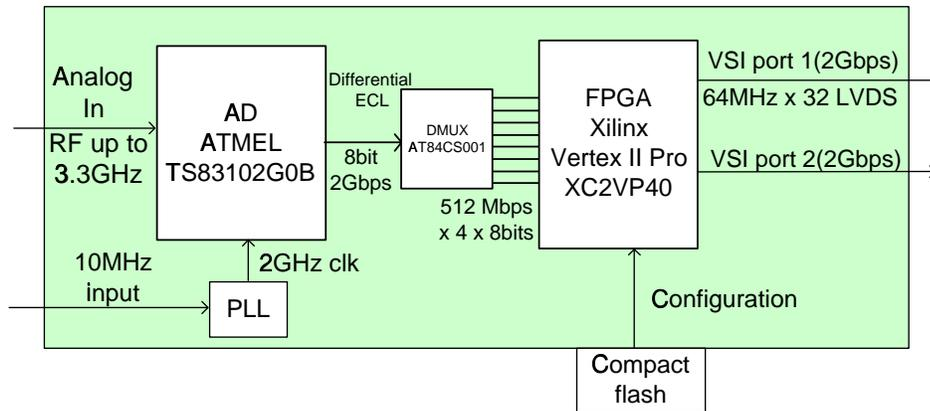 Analog
In
RF up to
3.3GHz
AD
ATMEL
TS83102G0B
Differential
ECL
8bit
2Gbps
DMUX
AT84CS001
512 Mbps
x 4 x 8bits
FPGA
Xilinx
Vertex II Pro
XC2VP40
VSI port 1(2Gbps)
64MHz x 32 LVDS
VSI port 2(2Gbps)
10MHz
input
2GHz clk
PLL
Configuration
Compact
flash